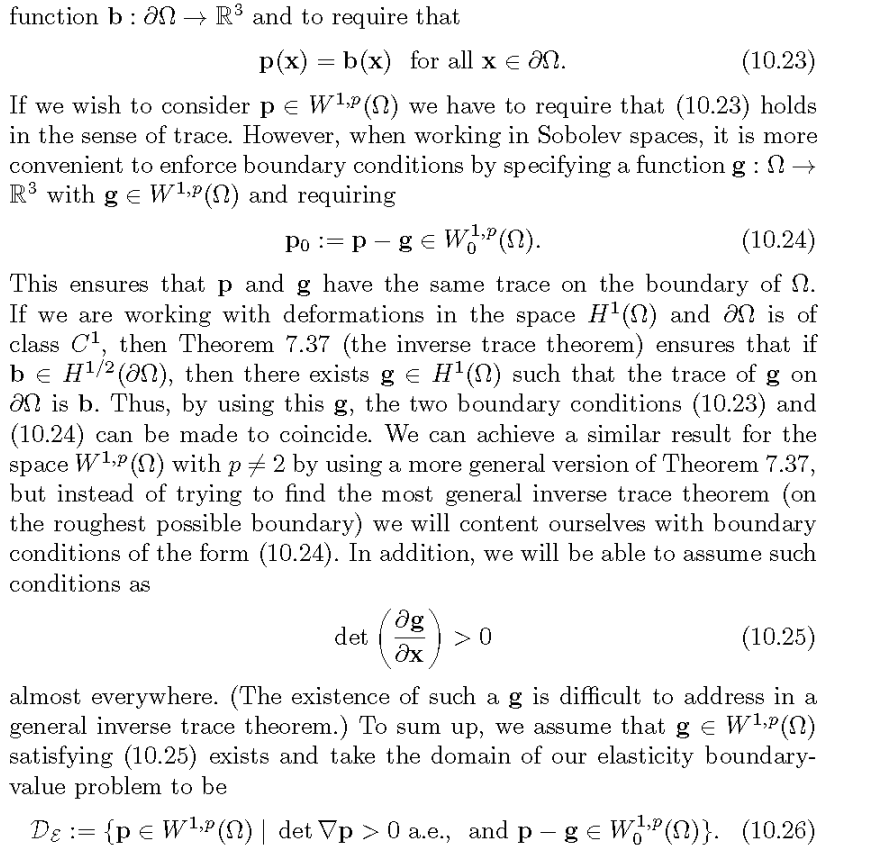 function b : ∂Ω → ℝ³ and to require that
p(x) = b(x) for all x ∈ ∂Ω. (10.23)
If we wish to consider p ∈ W^{1,p}(Ω) we have to require that (10.23) holds
in the sense of trace. However, when working in Sobolev spaces, it is more
convenient to enforce boundary conditions by specifying a function g : Ω →
ℝ³ with g ∈ W^{1,p}(Ω) and requiring
p₀ := p − g ∈ W_0^{1,p}(Ω). (10.24)
This ensures that p and g have the same trace on the boundary of Ω.
If we are working with deformations in the space H¹(Ω) and ∂Ω is of
class C¹, then Theorem 7.37 (the inverse trace theorem) ensures that if
b ∈ H^{1/2}(∂Ω), then there exists g ∈ H¹(Ω) such that the trace of g on
∂Ω is b. Thus, by using this g, the two boundary conditions (10.23) and
(10.24) can be made to coincide. We can achieve a similar result for the
space W^{1,p}(Ω) with p ≠ 2 by using a more general version of Theorem 7.37,
but instead of trying to find the most general inverse trace theorem (on
the roughest possible boundary) we will content ourselves with boundary
conditions of the form (10.24). In addition, we will be able to assume such
conditions as
det (∂g/∂x) > 0 (10.25)
almost everywhere. (The existence of such a g is difficult to address in a
general inverse trace theorem.) To sum up, we assume that g ∈ W^{1,p}(Ω)
satisfying (10.25) exists and take the domain of our elasticity boundary-
value problem to be
𝒟_ℰ := {p ∈ W^{1,p}(Ω) | det ∇p > 0 a.e., and p − g ∈ W_0^{1,p}(Ω)}. (10.26)